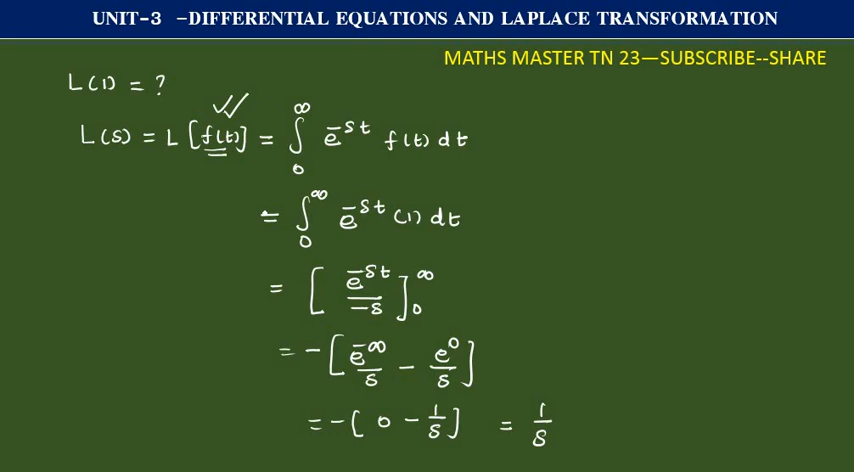 UNIT-3 –DIFFERENTIAL EQUATIONS AND LAPLACE TRANSFORMATION
MATHS MASTER TN 23—SUBSCRIBE--SHARE
L(1) = ?
L(s) = L [f(t)] = ∫₀^∞ e^{-st} f(t) dt
= ∫₀^∞ e^{-st} (1) dt
= [ e^{-st} / -s ]₀^∞
= - [ e^{-∞}/s - e^0/s ]
= - [ 0 - 1/s ] = 1/s